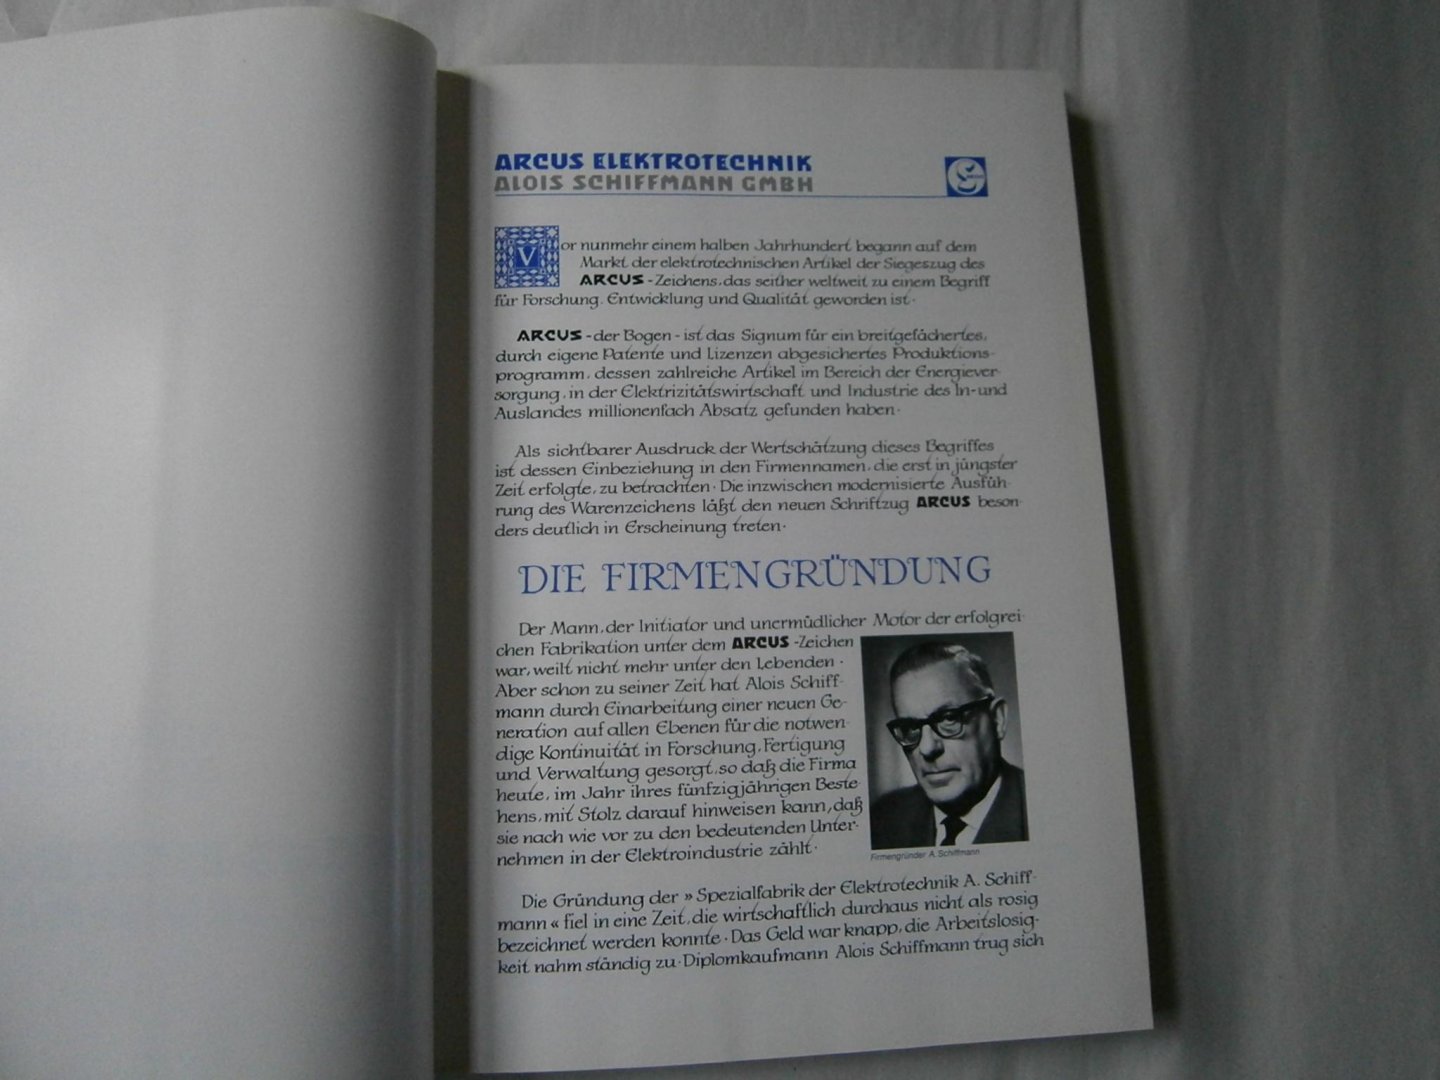 ARCUS ELEKTROTECHNIK
ALOIS SCHIFFMANN GMBH
Vor nunmehr einem halben Jahrhundert begann auf dem
Markt der elektrotechnischen Artikel der Siegeszug des
ARCUS-Zeichens, das seither weltweit zu einem Begriff
für Forschung, Entwicklung und Qualität geworden ist.
ARCUS - der Bogen - ist das Signum für ein breitgefächertes,
durch eigene Patente und Lizenzen abgesichertes Produktions-
programm, dessen zahlreiche Artikel im Bereich der Energiever-
sorgung, in der Elektrizitätswirtschaft und Industrie des In- und
Auslandes millionenfach Absatz gefunden haben.
Als sichtbarer Ausdruck der Wertschätzung dieses Begriffes
ist dessen Einbeziehung in den Firmennamen, die erst in jüngster
Zeit erfolgte, zu betrachten. Die inzwischen modernisierte Ausfüh-
rung des Warenzeichens läßt den neuen Schriftzug ARCUS beson-
ders deutlich in Erscheinung treten.
DIE FIRMENGRÜNDUNG
Der Mann, der Initiator und unermüdlicher Motor der erfolgrei-
chen Fabrikation unter dem ARCUS-Zeichen
war, weilt nicht mehr unter den Lebenden.
Aber schon zu seiner Zeit hat Alois Schiff-
mann durch Einarbeitung einer neuen Ge-
neration auf allen Ebenen für die notwen-
dige Kontinuität in Forschung, Fertigung
und Verwaltung gesorgt, so daß die Firma
heute, im Jahr ihres fünfzigjährigen Beste-
hens, mit Stolz darauf hinweisen kann, daß
sie nach wie vor zu den bedeutenden Unter-
nehmen in der Elektroindustrie zählt.
Firmengründer A. Schiffmann
Die Gründung der »Spezialfabrik der Elektrotechnik A. Schiff-
mann« fiel in eine Zeit, die wirtschaftlich durchaus nicht als rosig
bezeichnet werden konnte. Das Geld war knapp, die Arbeitslosig-
keit nahm ständig zu. Diplomkaufmann Alois Schiffmann trug sich